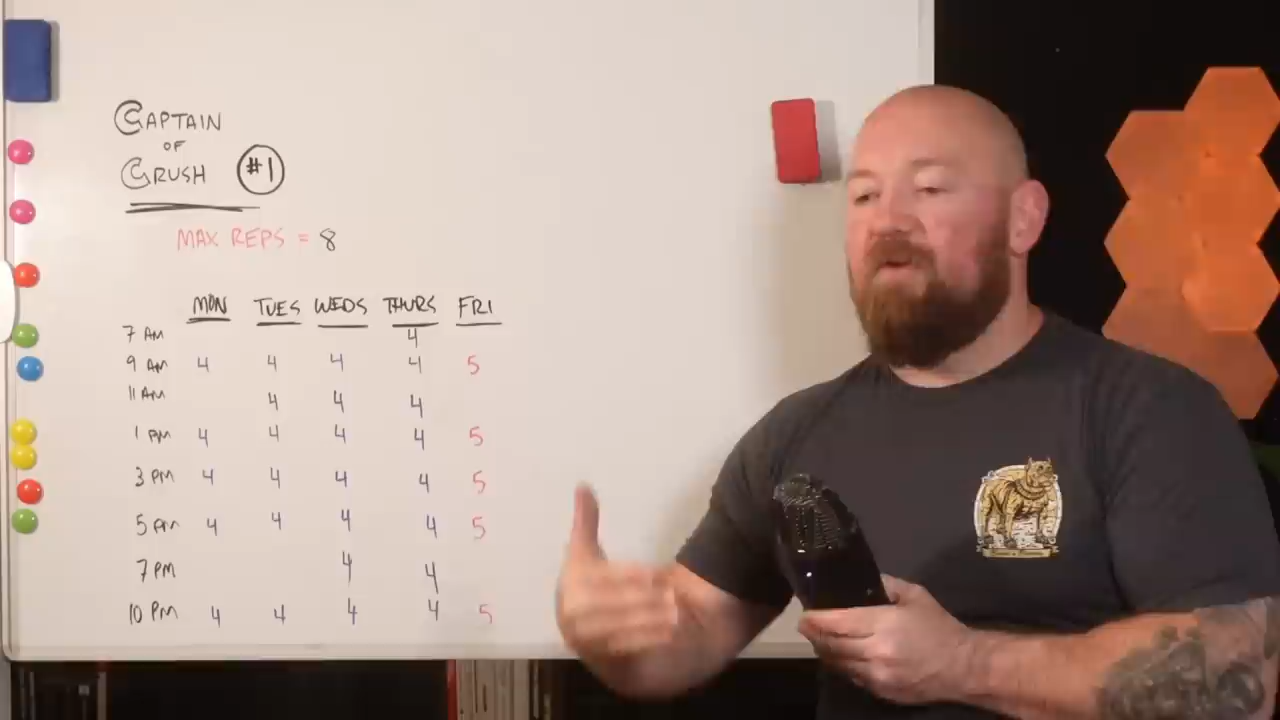 CAPTAIN
OF
CRUSH #1
MAX REPS = 8
MON TUES WEDS THURS FRI
7 AM 4
9 AM 4 4 4 4 5
11 AM 4 4 4
1 PM 4 4 4 4 5
3 PM 4 4 4 4 5
5 PM 4 4 4 4 5
7 PM 4 4
10 PM 4 4 4 4 5